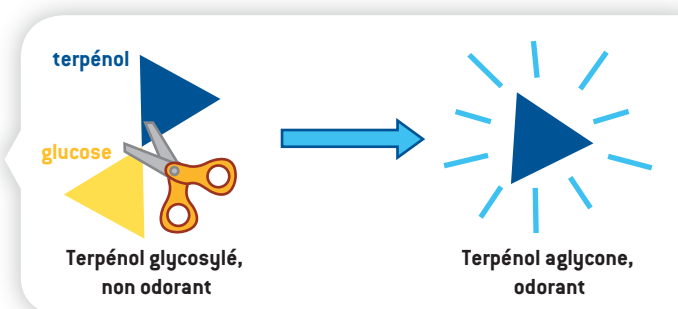 terpénol
glucose
Terpénol glycosylé,
non odorant
Terpénol aglycone,
odorant